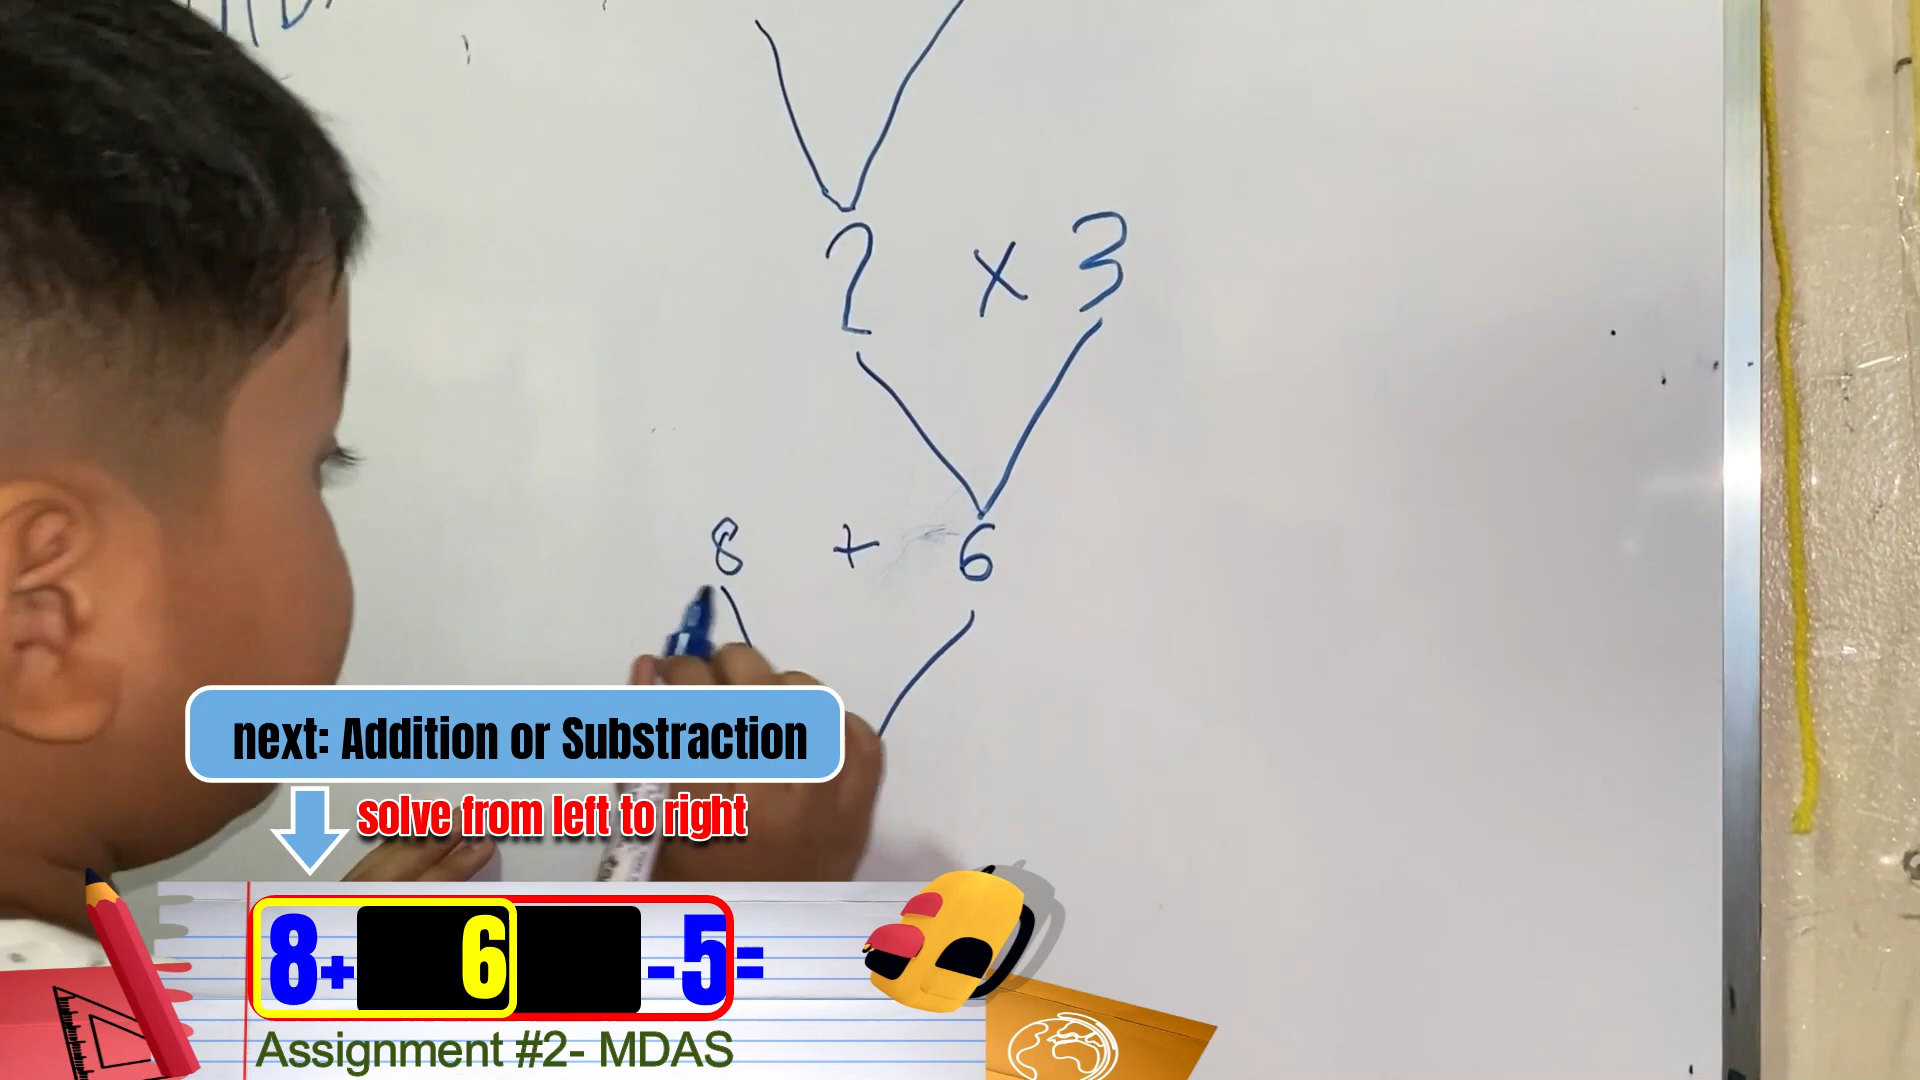 2 x 3
8 + 6
next: Addition or Substraction
solve from left to right
8+ 6 -5=
Assignment #2- MDAS